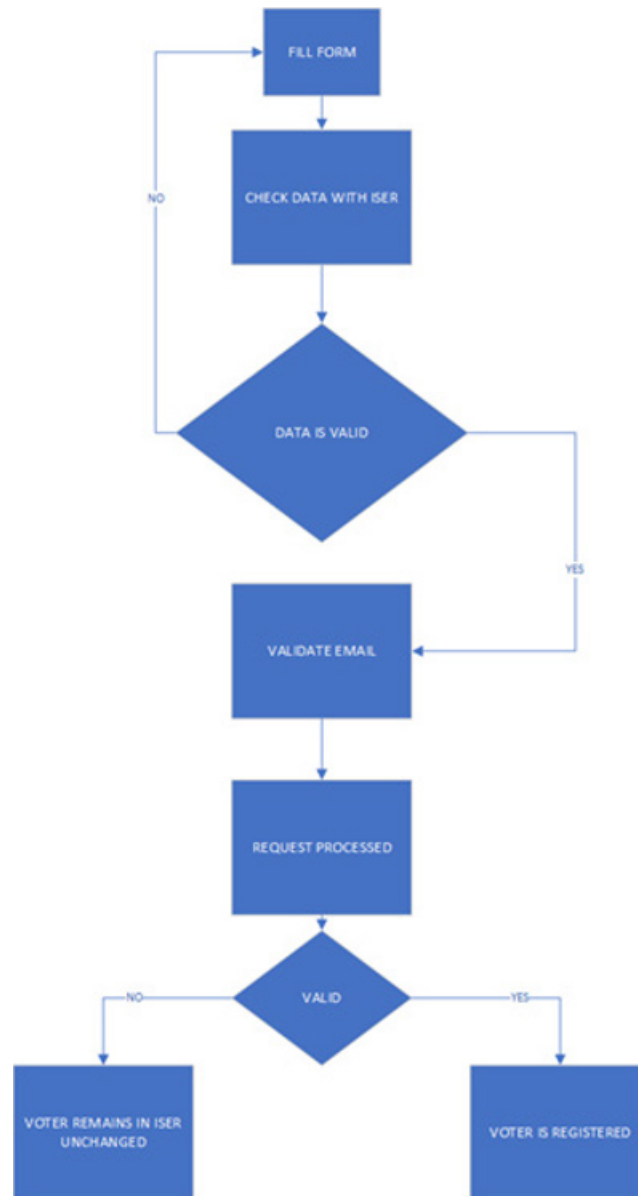 FILL FORM
NO
CHECK DATA WITH ISER
DATA IS VALID
YES
VALIDATE EMAIL
REQUEST PROCESSED
VALID
NO
YES
VOTER REMAINS IN ISER
UNCHANGED
VOTER IS REGISTERED